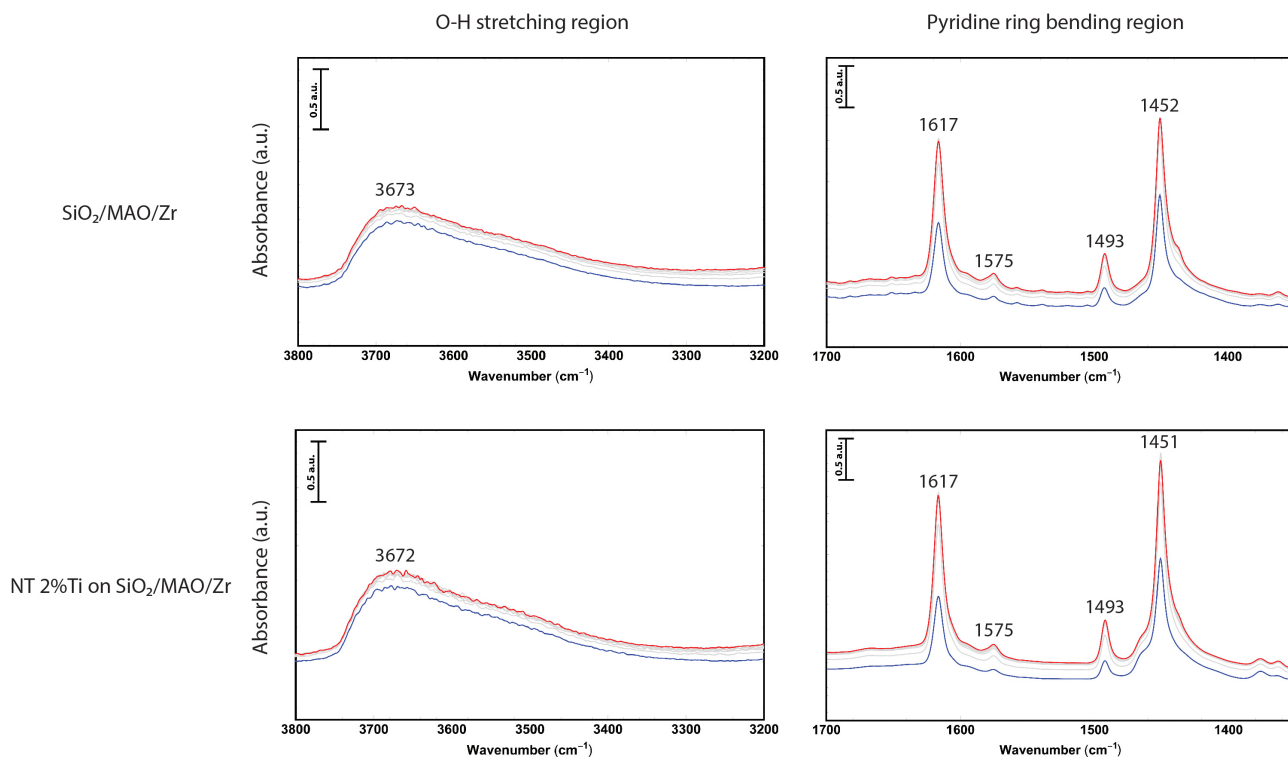 O-H stretching region
Pyridine ring bending region
SiO₂/MAO/Zr
Absorbance (a.u.)
0.5 a.u.
3673
3800 3700 3600 3500 3400 3300 3200
Wavenumber (cm⁻¹)
0.5 a.u.
1617
1575
1493
1452
1700 1600 1500 1400
Wavenumber (cm⁻¹)
NT 2%Ti on SiO₂/MAO/Zr
Absorbance (a.u.)
0.5 a.u.
3672
3800 3700 3600 3500 3400 3300 3200
Wavenumber (cm⁻¹)
0.5 a.u.
1617
1575
1493
1451
1700 1600 1500 1400
Wavenumber (cm⁻¹)